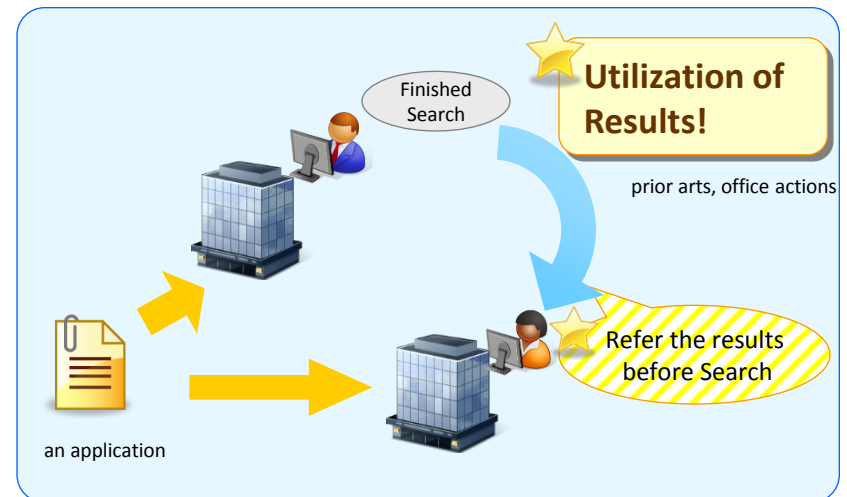 Finished
Search
Utilization of
Results!
prior arts, office actions
Refer the results
before Search
an application